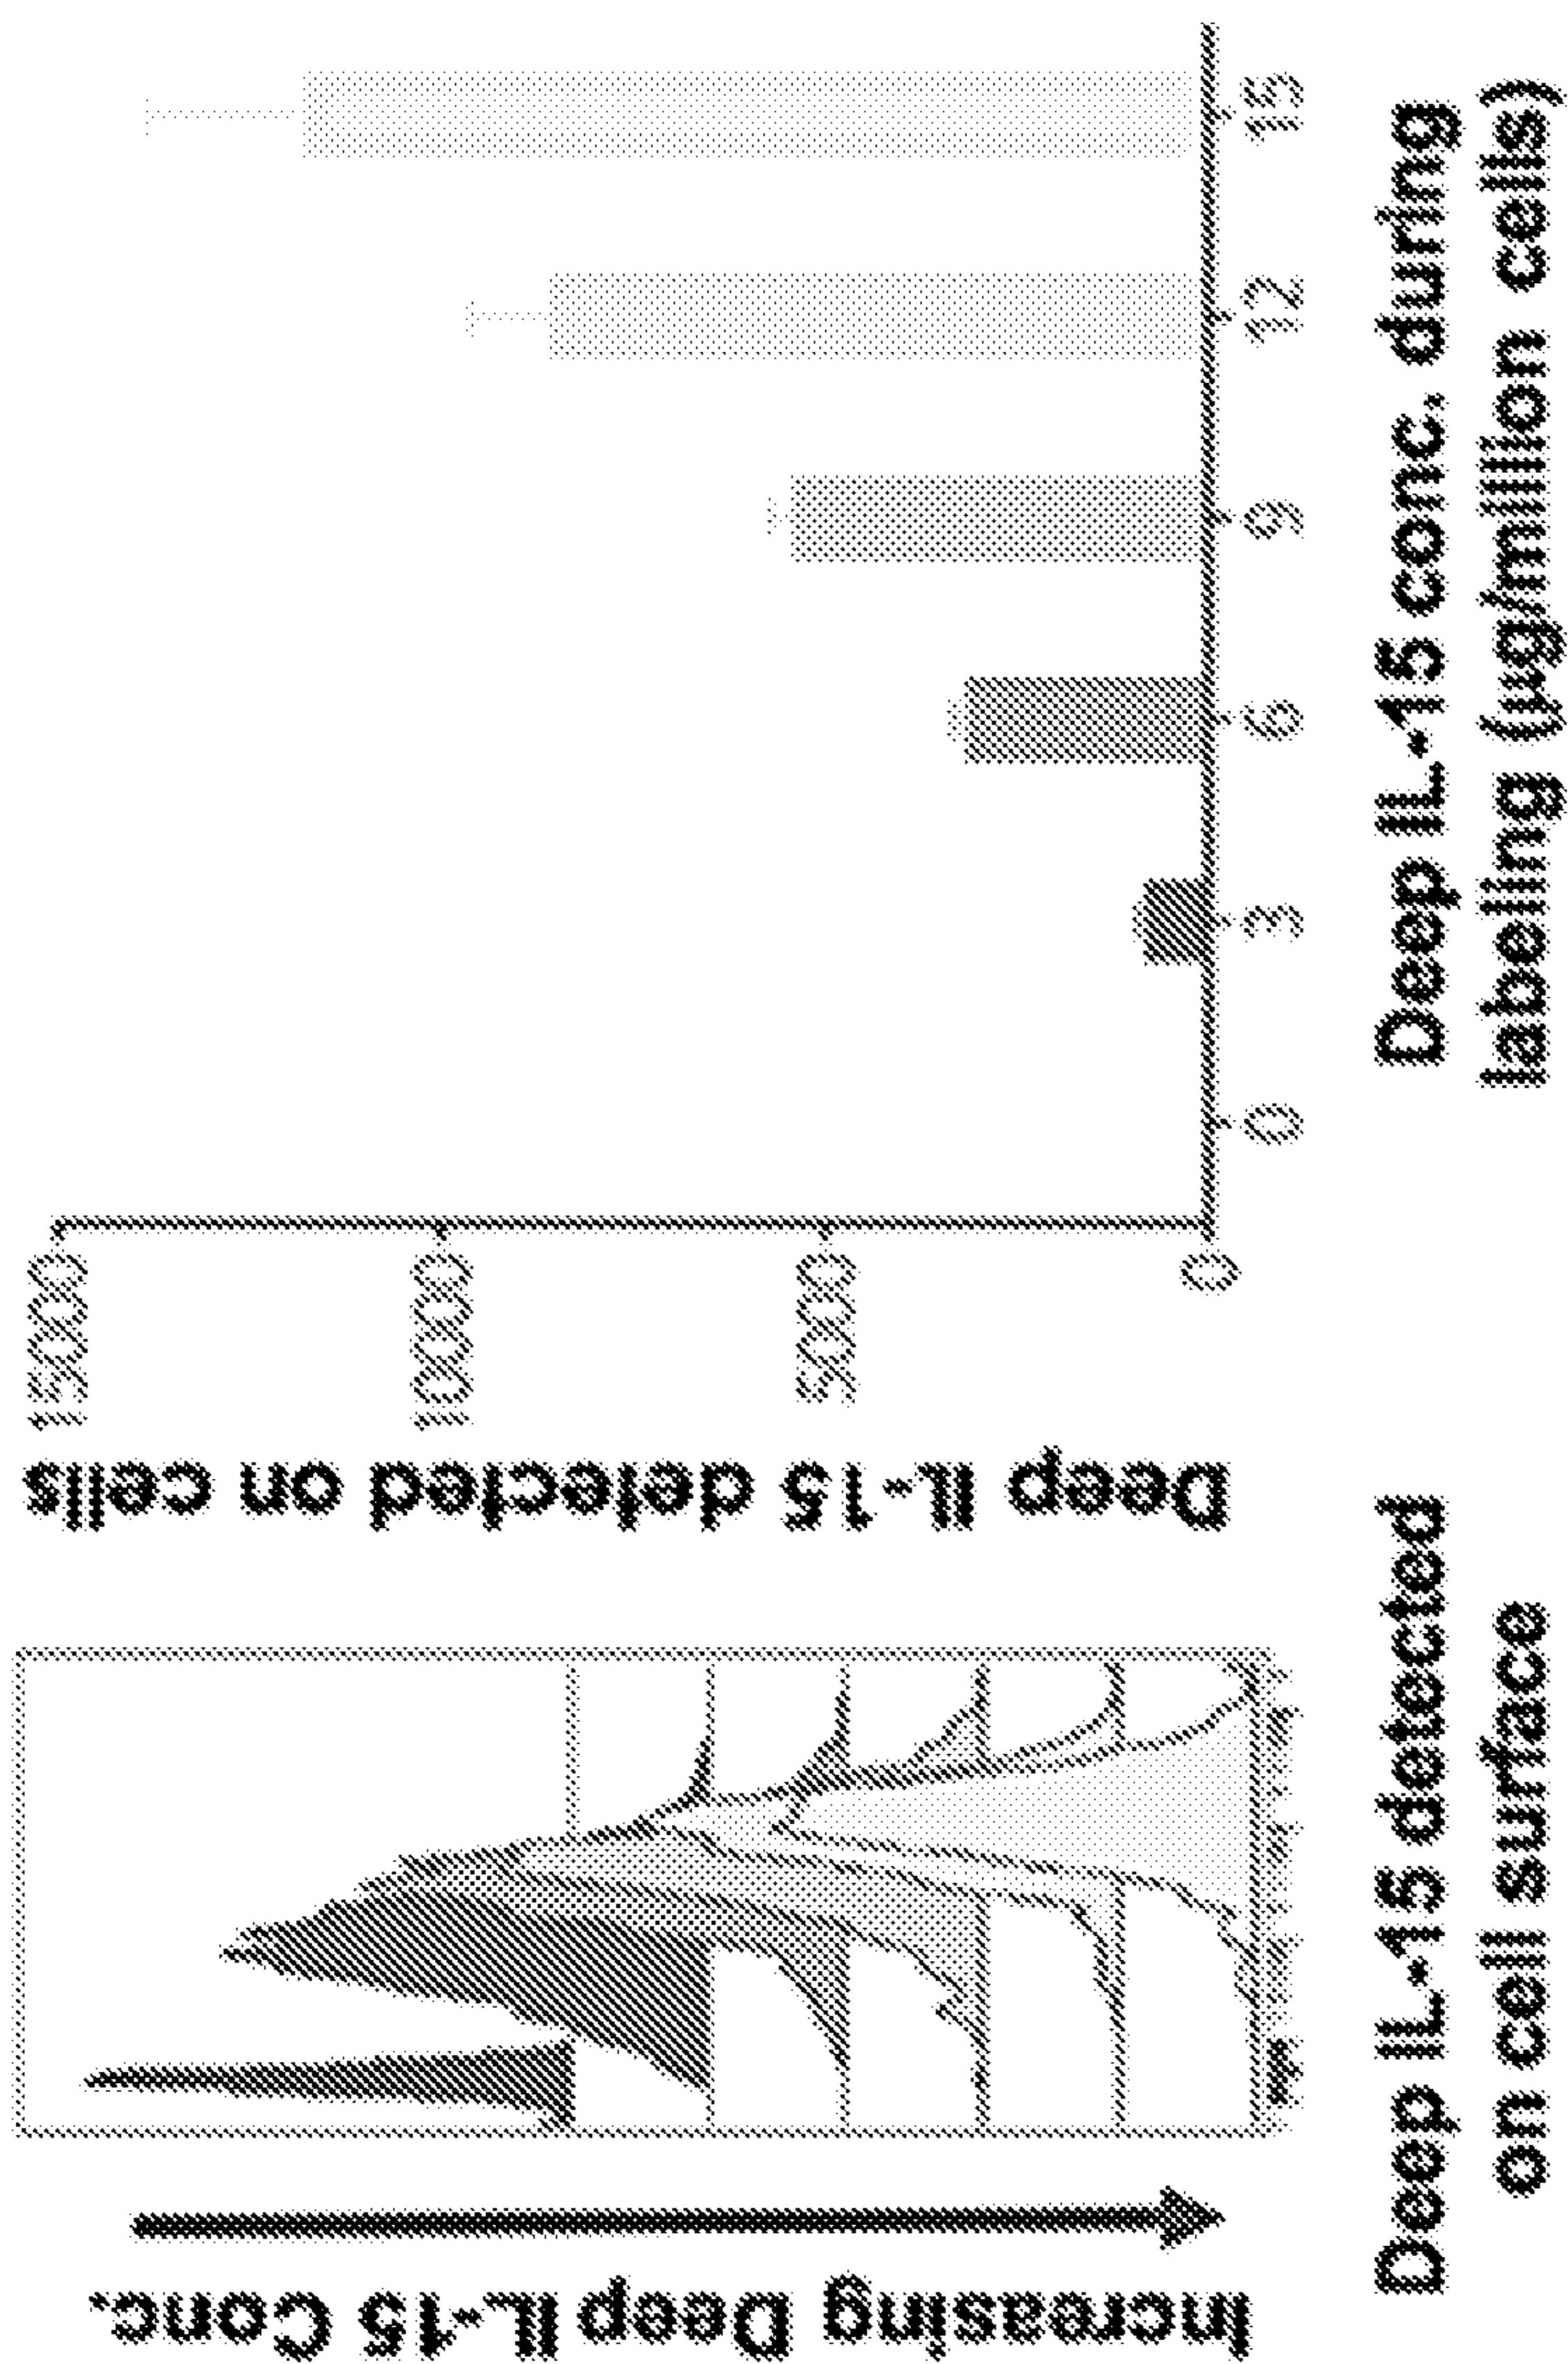 Increasing Deep IL-15 Conc.
Deep IL-15 detected
on cell surface
Deep IL-15 detected on cells
15000
10000
5000
0
0 3 6 9 12 15
Deep IL-15 conc. during
labeling (µg/million cells)